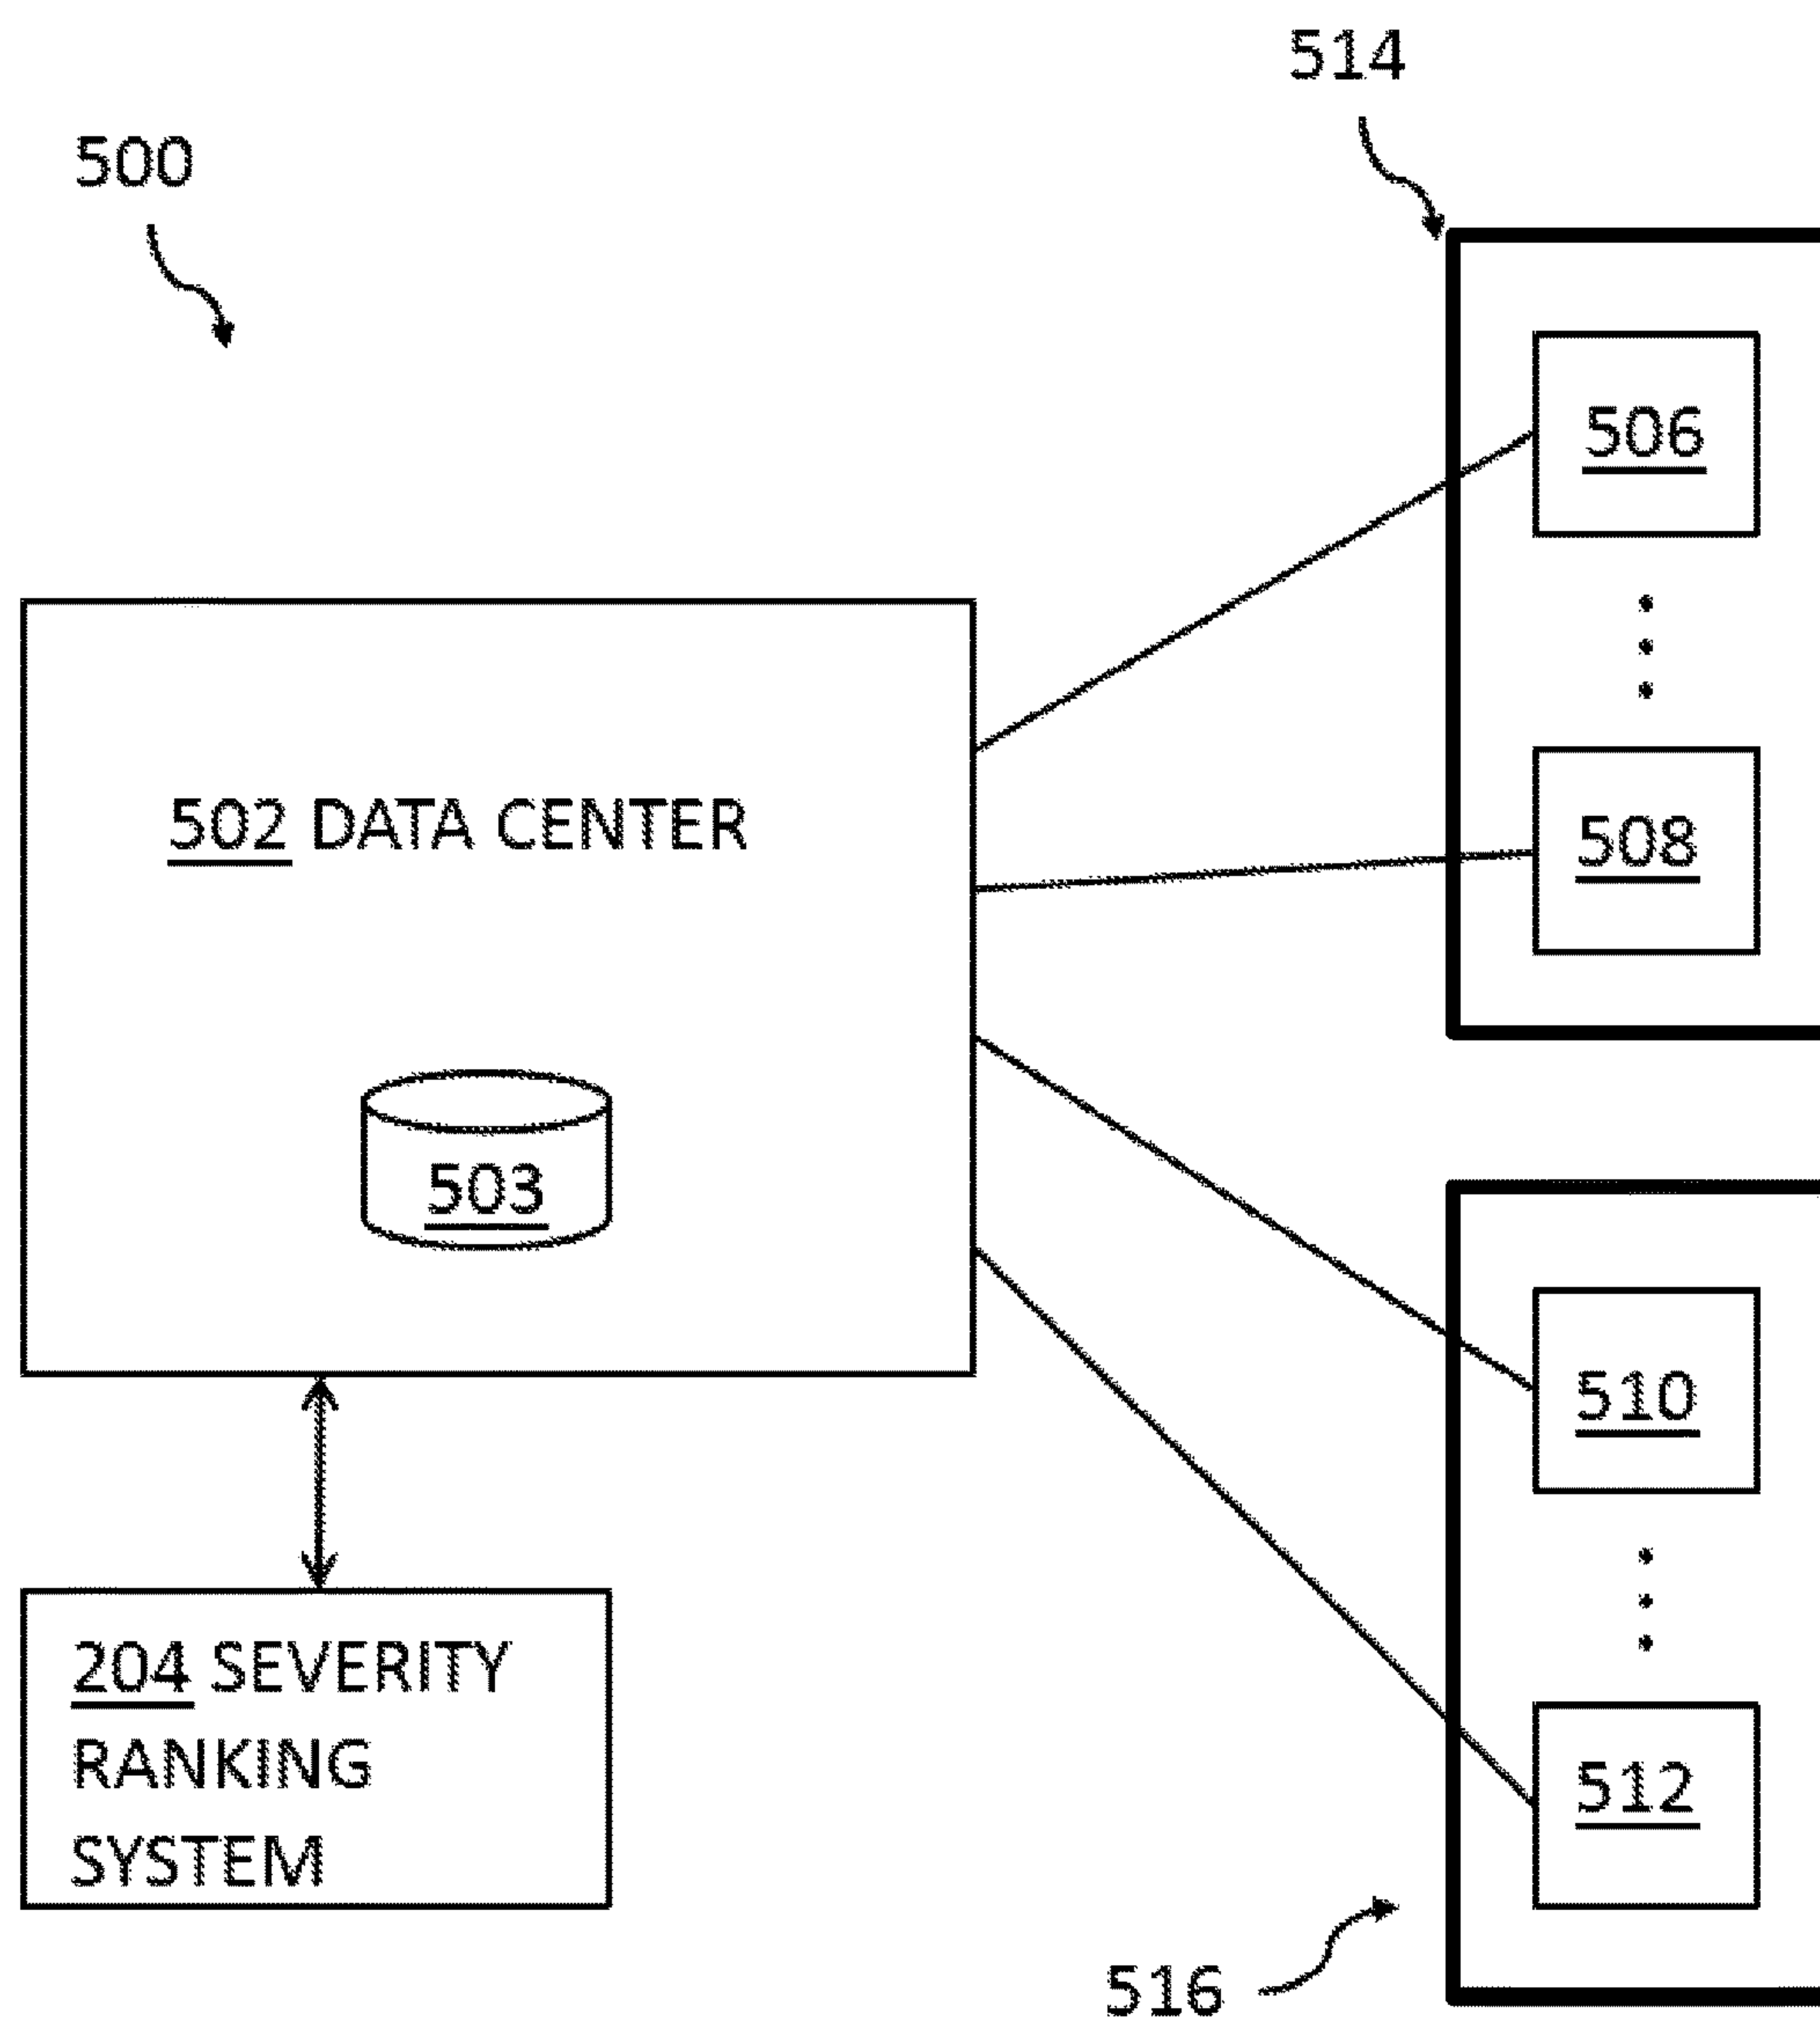 514
500
506
502 DATA CENTER
508
503
510
204 SEVERITY
RANKING
SYSTEM
512
516